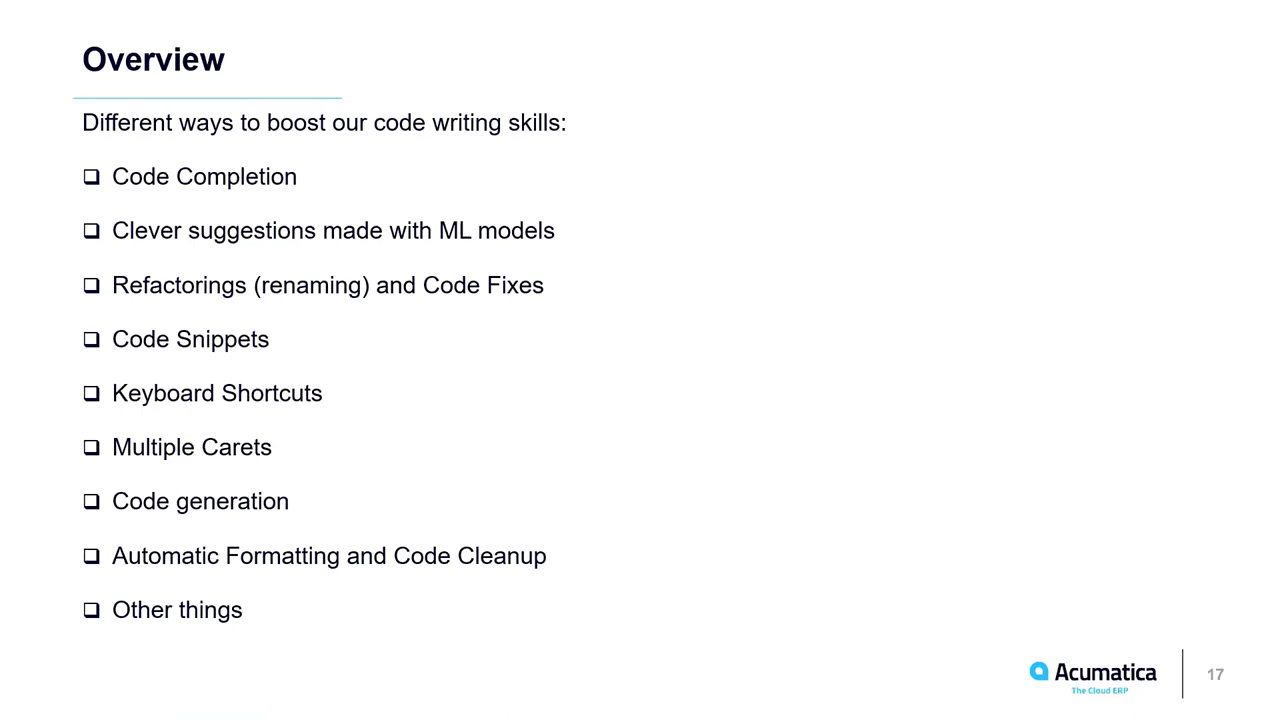 Overview
Different ways to boost our code writing skills:
Code Completion
Clever suggestions made with ML models
Refactorings (renaming) and Code Fixes
Code Snippets
Keyboard Shortcuts
Multiple Carets
Code generation
Automatic Formatting and Code Cleanup
Other things
Acumatica
The Cloud ERP
17